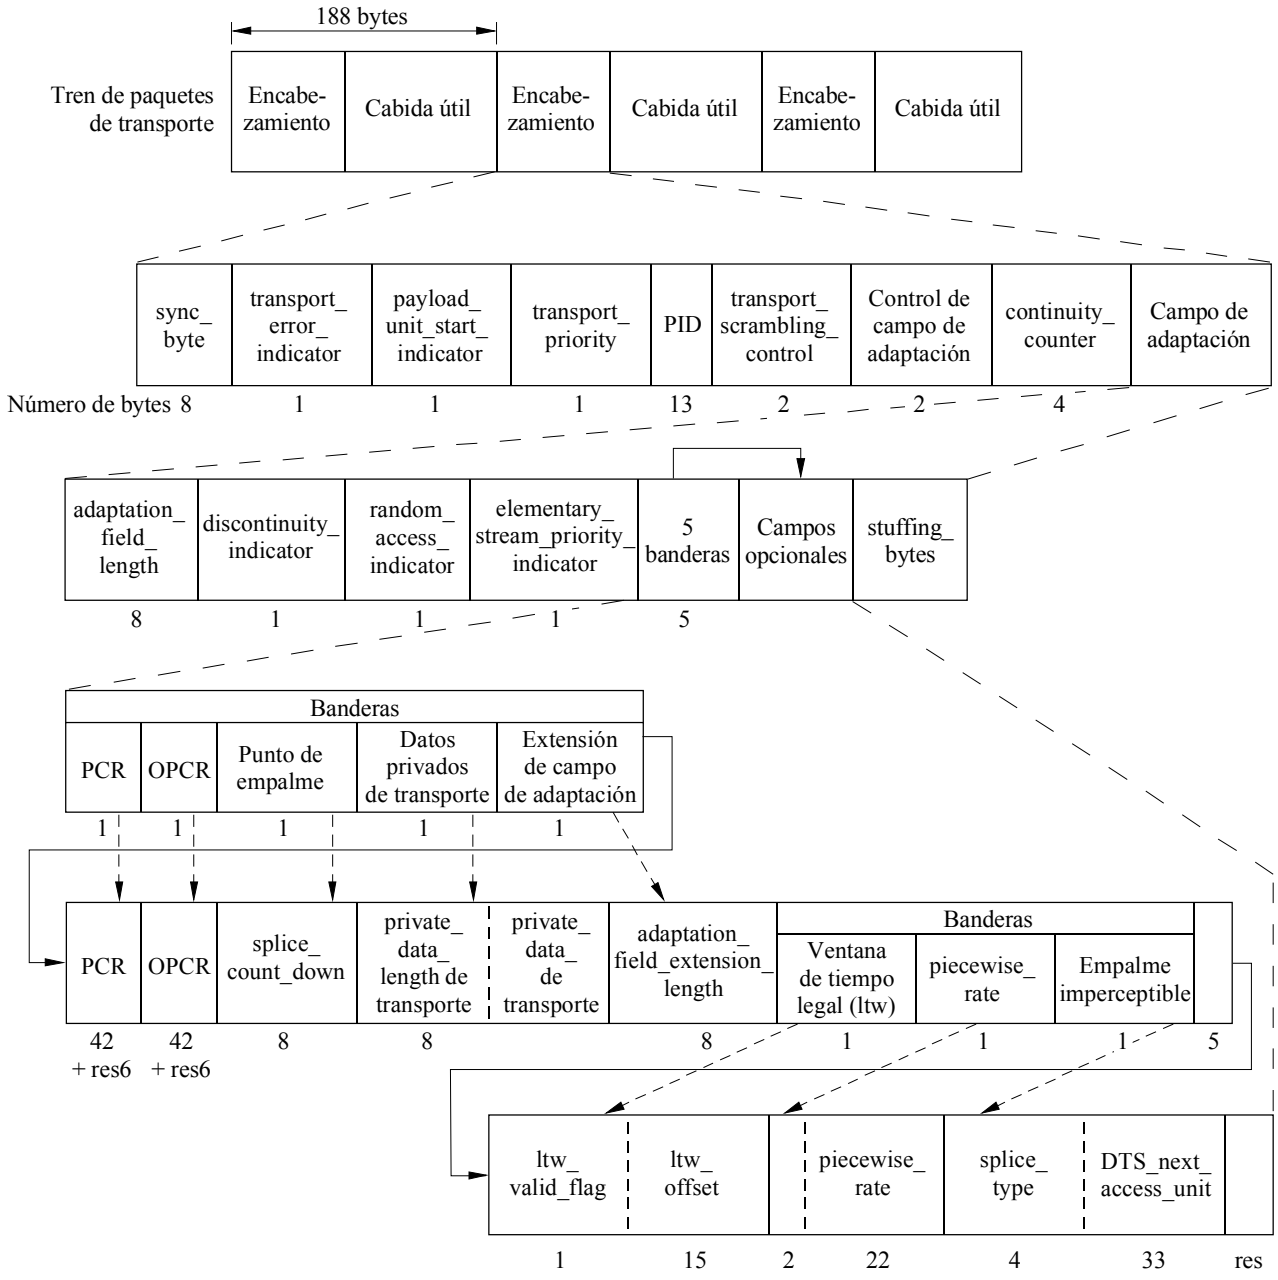 188 bytes
Tren de paquetes
de transporte
Encabe-
zamiento
Cabida útil
Encabe-
zamiento
Cabida útil
Encabe-
zamiento
Cabida útil
sync_
byte
transport_
error_
indicator
payload_
unit_start_
indicator
transport_
priority
PID
transport_
scrambling_
control
Control de
campo de
adaptación
continuity_
counter
Campo de
adaptación
Número de bytes 8 1 1 1 13 2 2 4
adaptation_
field_
length
discontinuity_
indicator
random_
access_
indicator
elementary_
stream_priority_
indicator
5
banderas
Campos
opcionales
stuffing_
bytes
8 1 1 1 5
Banderas
PCR
OPCR
Punto de
empalme
Datos
privados
de transporte
Extensión
de campo
de adaptación
1 1 1 1 1
PCR
OPCR
splice_
count_down
private_
data_
length de
transporte
private_
data_
de
transporte
adaptation_
field_extension_
length
Banderas
Ventana
de tiempo
legal (ltw)
piecewise_
rate
Empalme
imperceptible
42
+ res6
42
+ res6
8 8 8 1 1 1 5
ltw_
valid_flag
ltw_
offset
piecewise_
rate
splice_
type
DTS_next_
access_unit
1 15 2 22 4 33 res